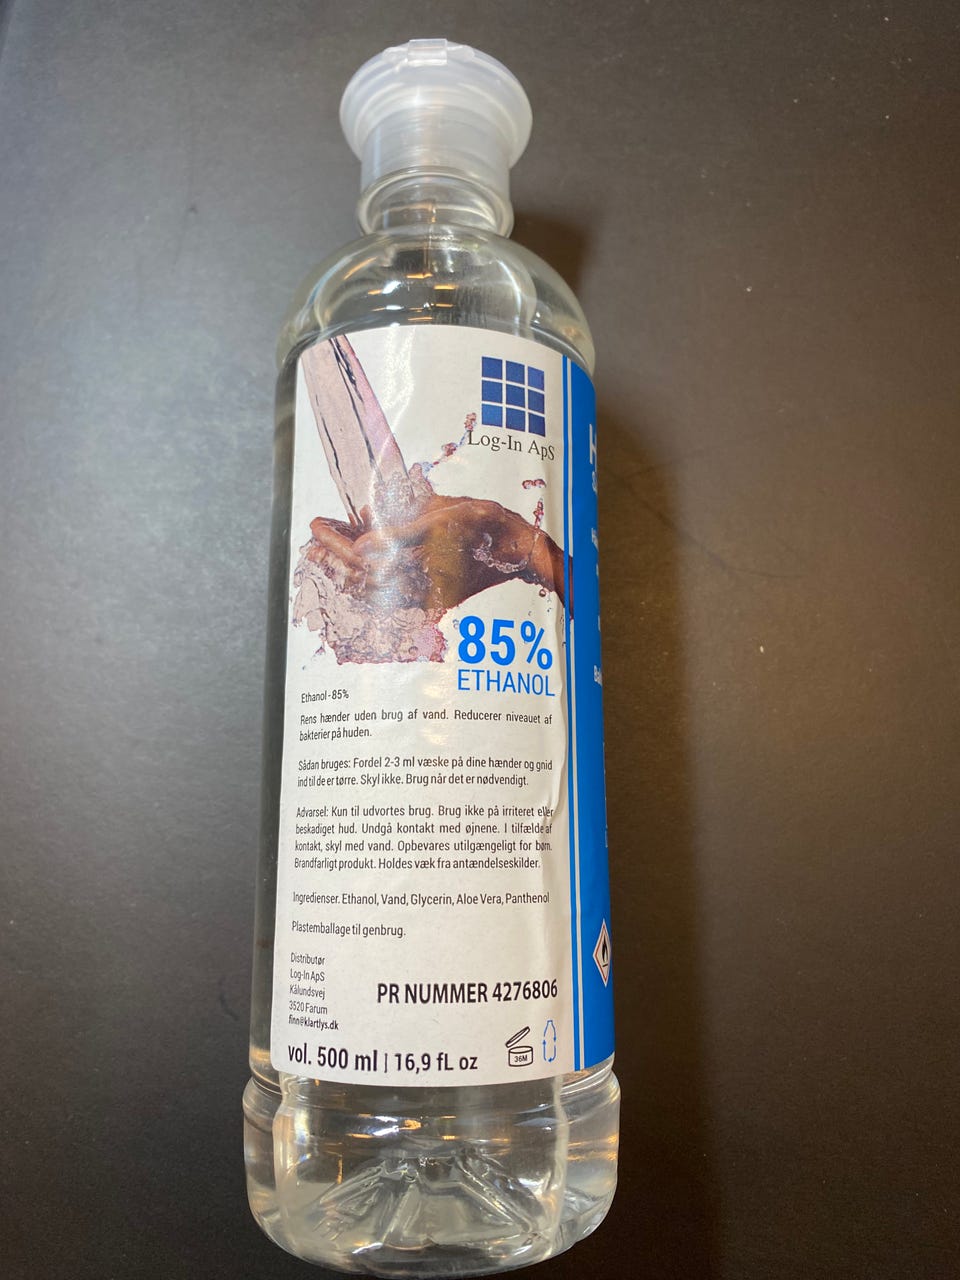 Log-In ApS
85%
ETHANOL
Ethanol - 85%
Rens hænder uden brug af vand. Reducerer niveauet af
bakterier på huden.
Sådan bruges: Fordel 2-3 ml væske på dine hænder og gnid
ind til de er tørre. Skyl ikke. Brug når det er nødvendigt.
Advarsel: Kun til udvortes brug. Brug ikke på irriteret eller
beskadiget hud. Undgå kontakt med øjnene. I tilfælde af
kontakt, skyl med vand. Opbevares utilgængeligt for børn.
Brandfarligt produkt. Holdes væk fra antændelseskilder.
Ingredienser. Ethanol, Vand, Glycerin, Aloe Vera, Panthenol
Plastemballage til genbrug.
Distributør
Log-In ApS
Kålundsvej
3520 Farum
finn@klartlys.dk
PR NUMMER 4276806
vol. 500 ml | 16,9 fL oz
36M